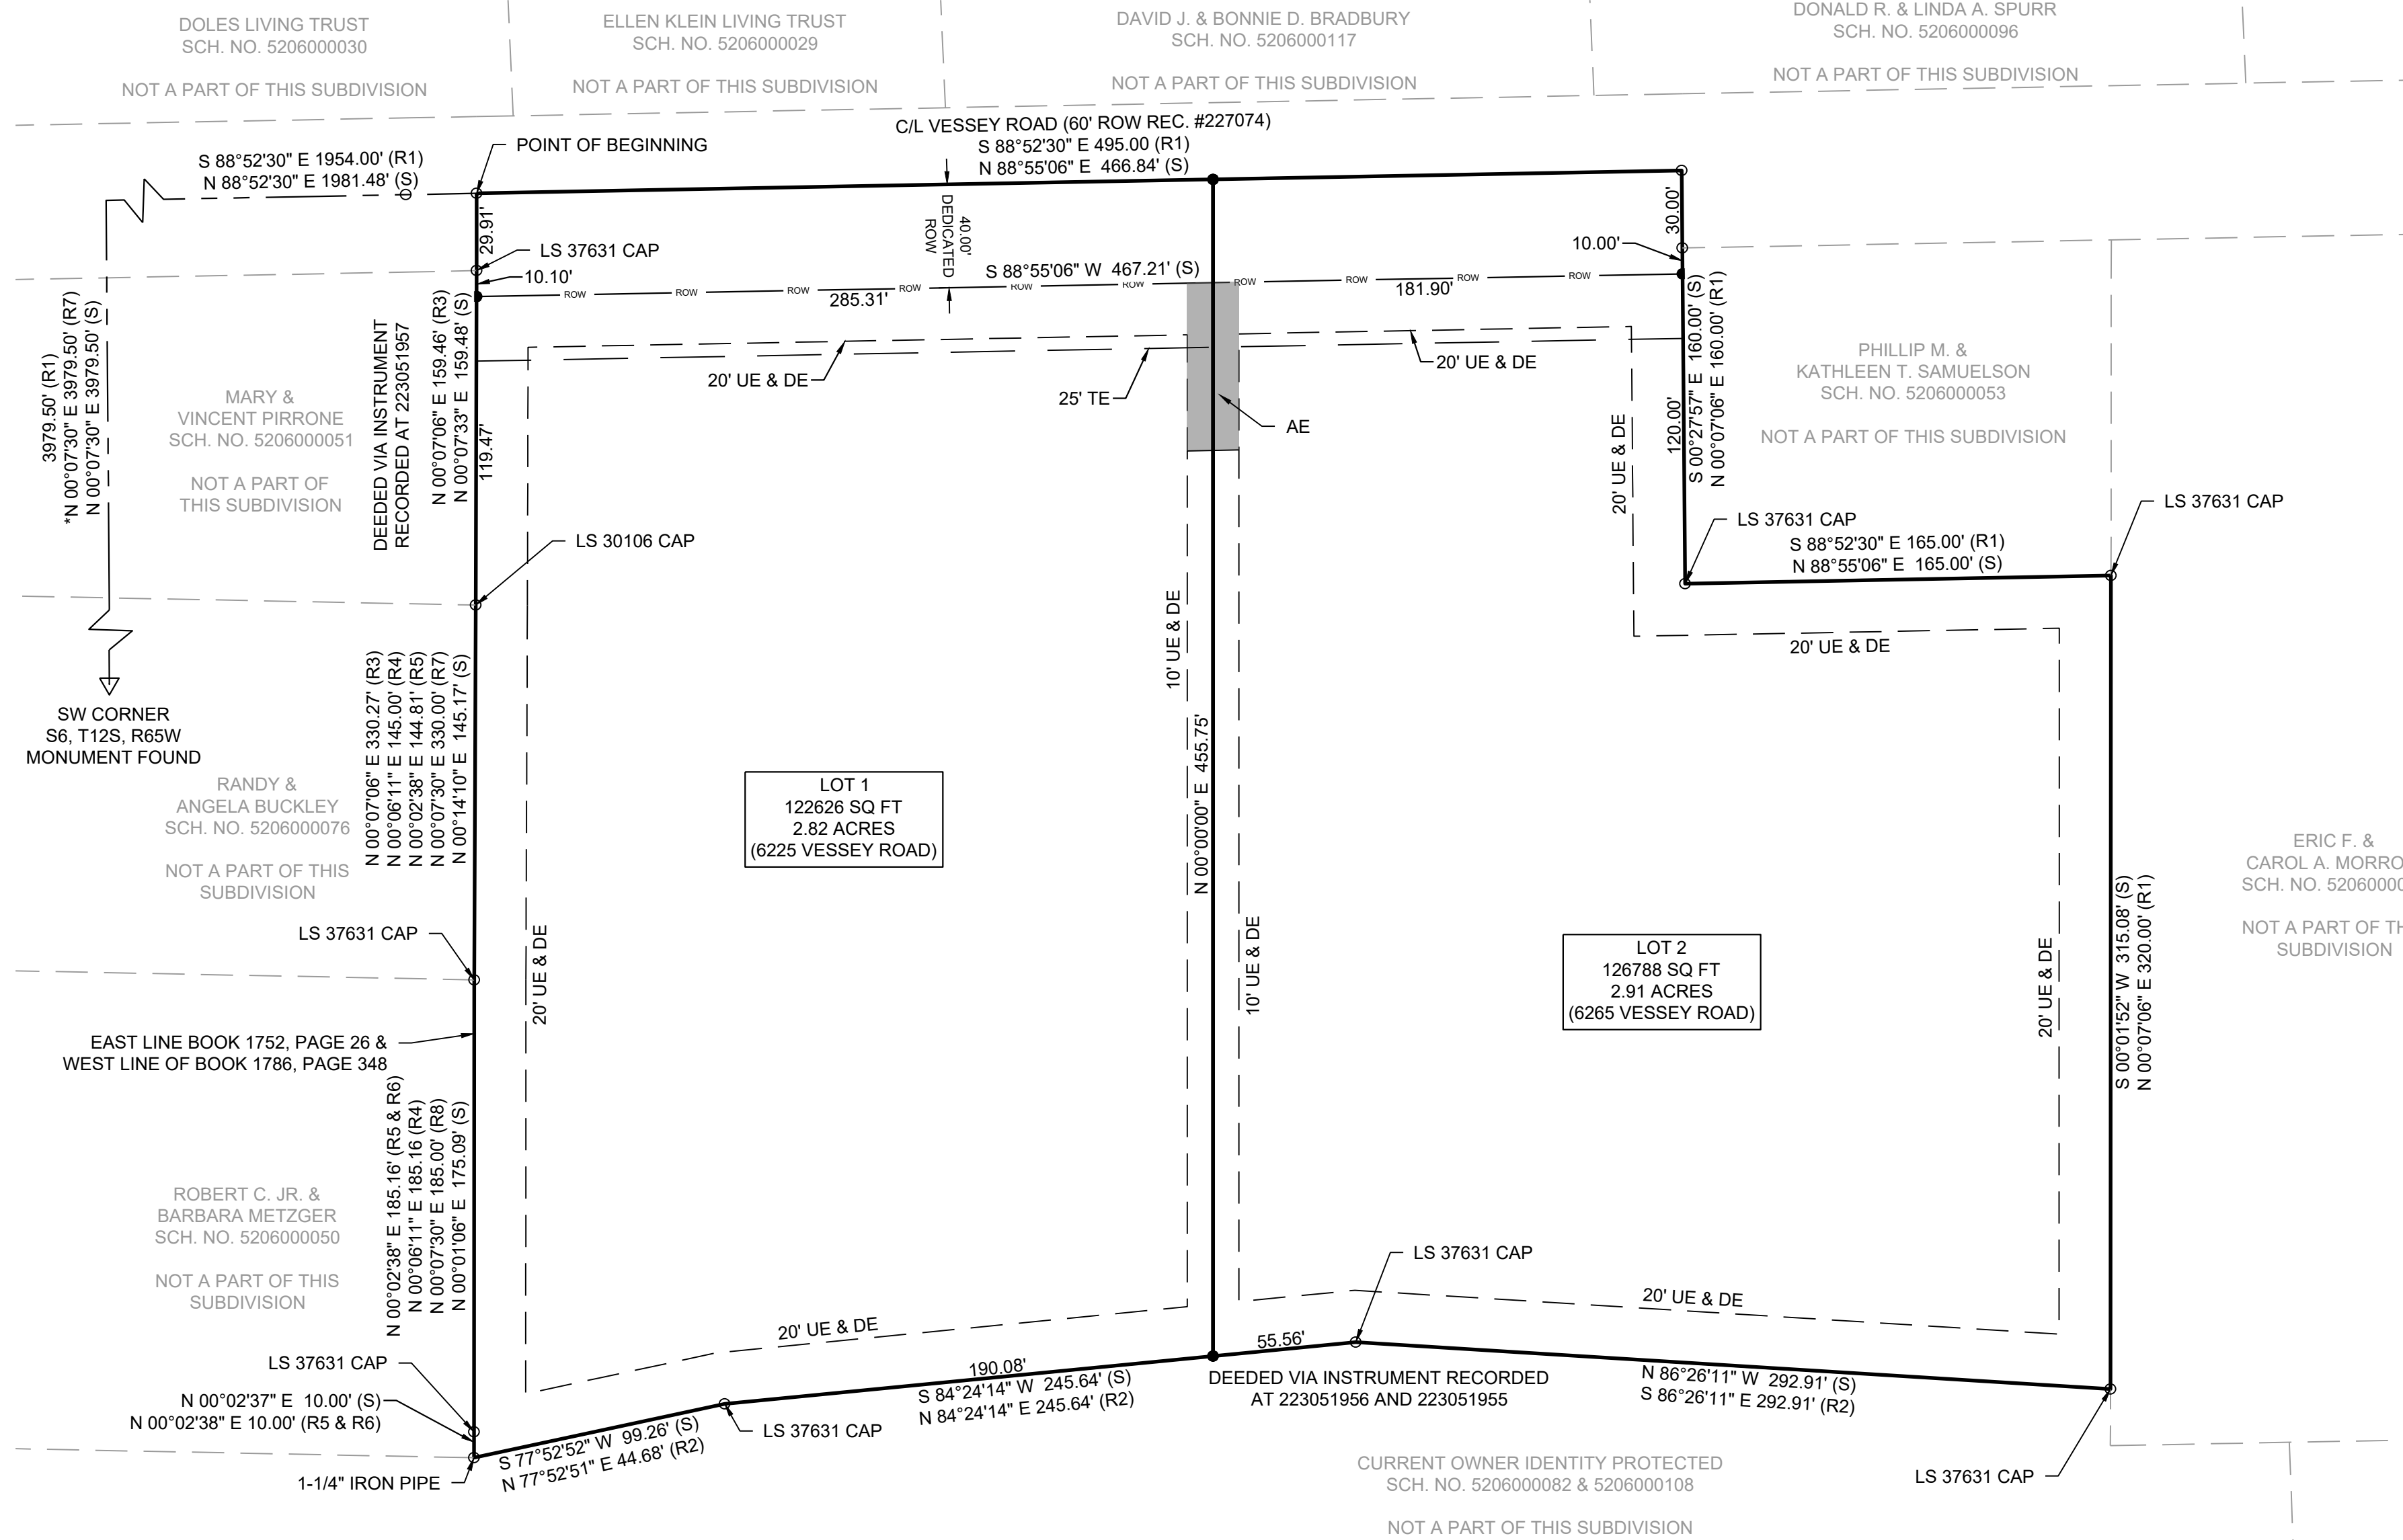 DOLES LIVING TRUST
SCH. NO. 5206000030
NOT A PART OF THIS SUBDIVISION
ELLEN KLEIN LIVING TRUST
SCH. NO. 5206000029
NOT A PART OF THIS SUBDIVISION
DAVID J. & BONNIE D. BRADBURY
SCH. NO. 5206000117
NOT A PART OF THIS SUBDIVISION
DONALD R. & LINDA A. SPURR
SCH. NO. 5206000096
NOT A PART OF THIS SUBDIVISION
C/L VESSEY ROAD (60' ROW REC. #227074)
S 88°52'30" E 495.00 (R1)
N 88°55'06" E 466.84' (S)
POINT OF BEGINNING
S 88°52'30" E 1954.00' (R1)
N 88°52'30" E 1981.48' (S)
29.91'
LS 37631 CAP
10.10'
40.00'
DEDICATED
ROW
S 88°55'06" W 467.21' (S)
30.00'
10.00'
ROW
ROW
ROW
ROW
ROW
ROW
ROW
ROW
ROW
ROW
285.31'
181.90'
3979.50' (R1)
*N 00°07'30" E 3979.50' (R7)
N 00°07'30" E 3979.50' (S)
MARY &
VINCENT PIRRONE
SCH. NO. 5206000051
NOT A PART OF
THIS SUBDIVISION
DEEDED VIA INSTRUMENT
RECORDED AT 223051957
N 00°07'06" E 159.46' (R3)
N 00°07'33" E 159.48' (S)
119.47'
20' UE & DE
25' TE
AE
20' UE & DE
20' UE & DE
120.00'
S 00°27'57" E 160.00' (S)
N 00°07'06" E 160.00' (R1)
PHILLIP M. &
KATHLEEN T. SAMUELSON
SCH. NO. 5206000053
NOT A PART OF THIS SUBDIVISION
LS 37631 CAP
LS 37631 CAP
S 88°52'30" E 165.00' (R1)
N 88°55'06" E 165.00' (S)
LS 30106 CAP
20' UE & DE
10' UE & DE
SW CORNER
S6, T12S, R65W
MONUMENT FOUND
RANDY &
ANGELA BUCKLEY
SCH. NO. 5206000076
NOT A PART OF THIS
SUBDIVISION
N 00°07'06" E 330.27' (R3)
N 00°06'11" E 145.00' (R4)
N 00°02'38" E 144.81' (R5)
N 00°07'30" E 330.00' (R7)
N 00°14'10" E 145.17' (S)
LOT 1
122626 SQ FT
2.82 ACRES
(6225 VESSEY ROAD)
N 00°00'00" E 455.75'
LOT 2
126788 SQ FT
2.91 ACRES
(6265 VESSEY ROAD)
ERIC F. &
CAROL A. MORRO
SCH. NO. 52060000
NOT A PART OF TH
SUBDIVISION
S 00°01'52" W 315.08' (S)
N 00°07'06" E 320.00' (R1)
LS 37631 CAP
20' UE & DE
10' UE & DE
20' UE & DE
EAST LINE BOOK 1752, PAGE 26 &
WEST LINE OF BOOK 1786, PAGE 348
N 00°02'38" E 185.16' (R5 & R6)
N 00°06'11" E 185.16 (R4)
N 00°07'30" E 185.00' (R8)
N 00°01'06" E 175.09' (S)
ROBERT C. JR. &
BARBARA METZGER
SCH. NO. 5206000050
NOT A PART OF THIS
SUBDIVISION
LS 37631 CAP
20' UE & DE
20' UE & DE
55.56'
190.08'
S 84°24'14" W 245.64' (S)
N 84°24'14" E 245.64' (R2)
DEEDED VIA INSTRUMENT RECORDED
AT 223051956 AND 223051955
N 86°26'11" W 292.91' (S)
S 86°26'11" E 292.91' (R2)
LS 37631 CAP
N 00°02'37" E 10.00' (S)
N 00°02'38" E 10.00' (R5 & R6)
LS 37631 CAP
S 77°52'52" W 99.26' (S)
N 77°52'51" E 44.68' (R2)
1-1/4" IRON PIPE
CURRENT OWNER IDENTITY PROTECTED
SCH. NO. 5206000082 & 5206000108
NOT A PART OF THIS SUBDIVISION
LS 37631 CAP